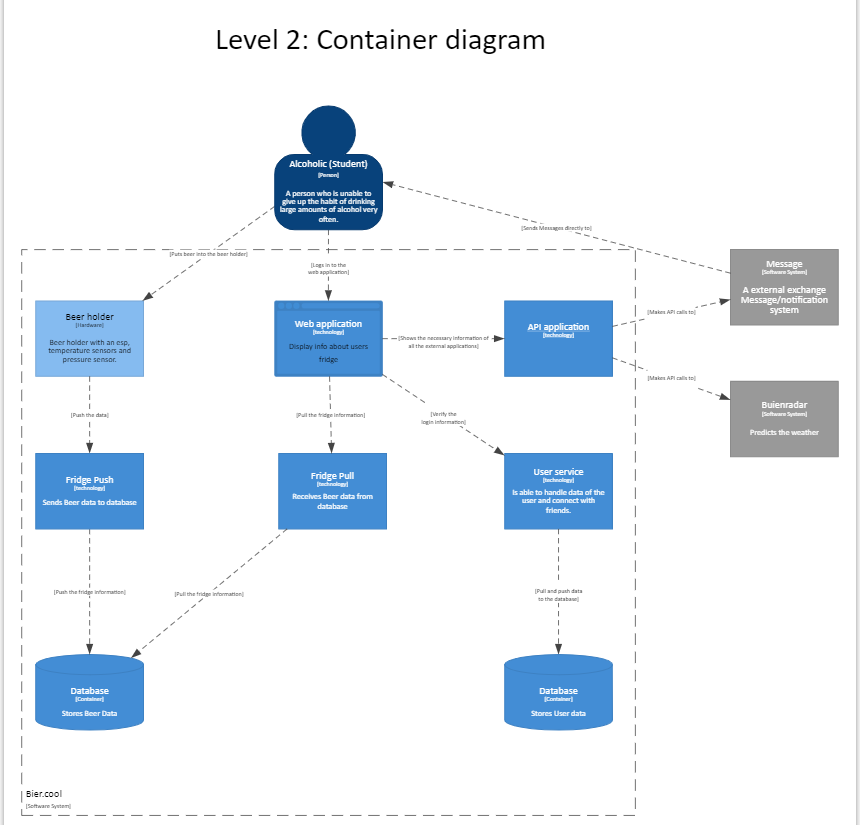 Level 2: Container diagram
Alcoholic (Student)
[Person]
A person who is unable to
give up the habit of drinking
large amounts of alcohol very
often.
[Sends Messages directly to]
[Puts beer into the beer holder]
[Logs in to the
web application]
Message
[Software System]
A external exchange
Message/notification
system
Beer holder
[Hardware]
Beer holder with an esp,
temperature sensors and
pressure sensor.
Web application
[technology]
Display info about users
fridge
[Shows the necessary information of
all the external applications]
API application
[technology]
[Makes API calls to]
[Makes API calls to]
Buienradar
[Software System]
Predicts the weather
[Push the data]
[Pull the fridge information]
[Verify the
login information]
Fridge Push
[technology]
Sends Beer data to database
Fridge Pull
[technology]
Receives Beer data from
database
User service
[technology]
Is able to handle data of the
user and connect with
friends.
[Push the fridge information]
[Pull the fridge information]
[Pull and push data
to the database]
Database
[Container]
Stores Beer Data
Database
[Container]
Stores User data
Bier.cool
[Software System]